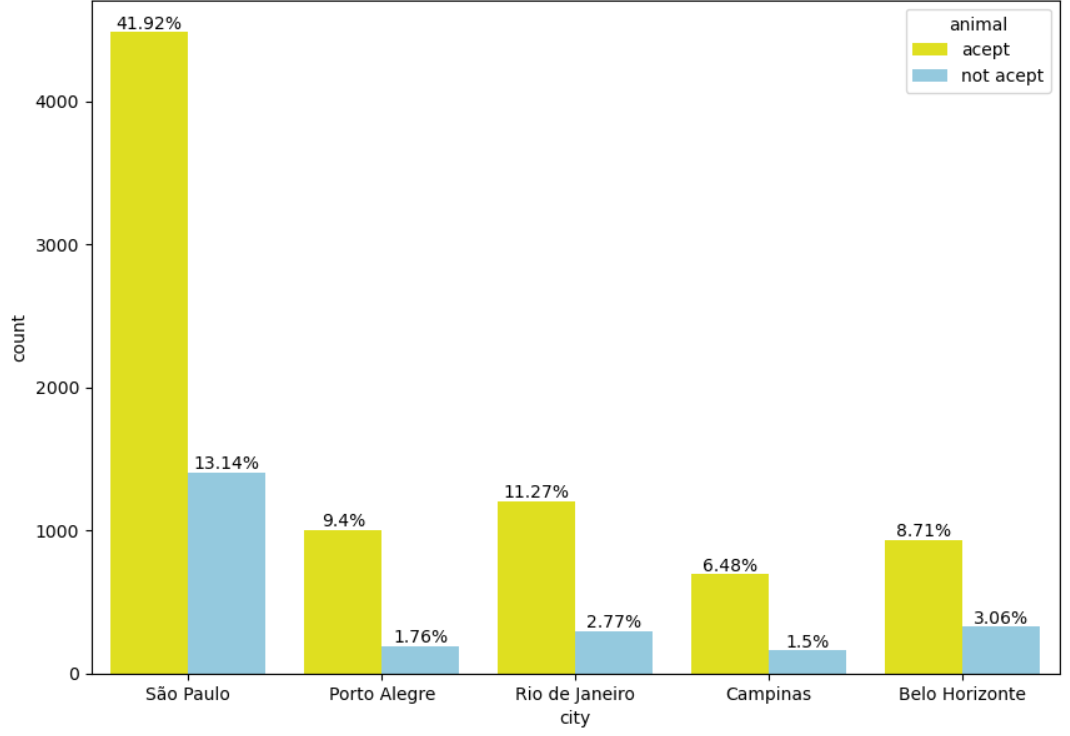 41.92%
animal
acept
not acept
4000
3000
count
2000
13.14%
11.27%
9.4%
1000
8.71%
6.48%
3.06%
2.77%
1.76%
1.5%
0
São Paulo Porto Alegre Rio de Janeiro Campinas Belo Horizonte
city